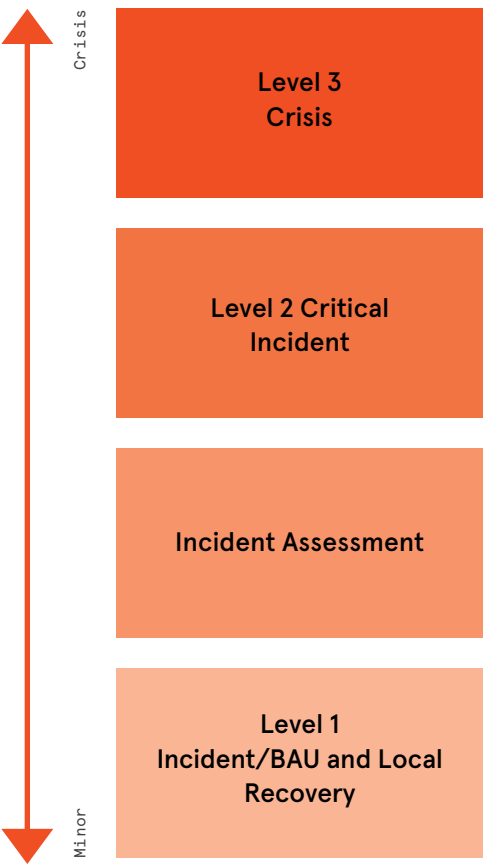 Crisis
Level 3
Crisis
Level 2 Critical
Incident
Incident Assessment
Level 1
Incident/BAU and Local
Recovery
Minor